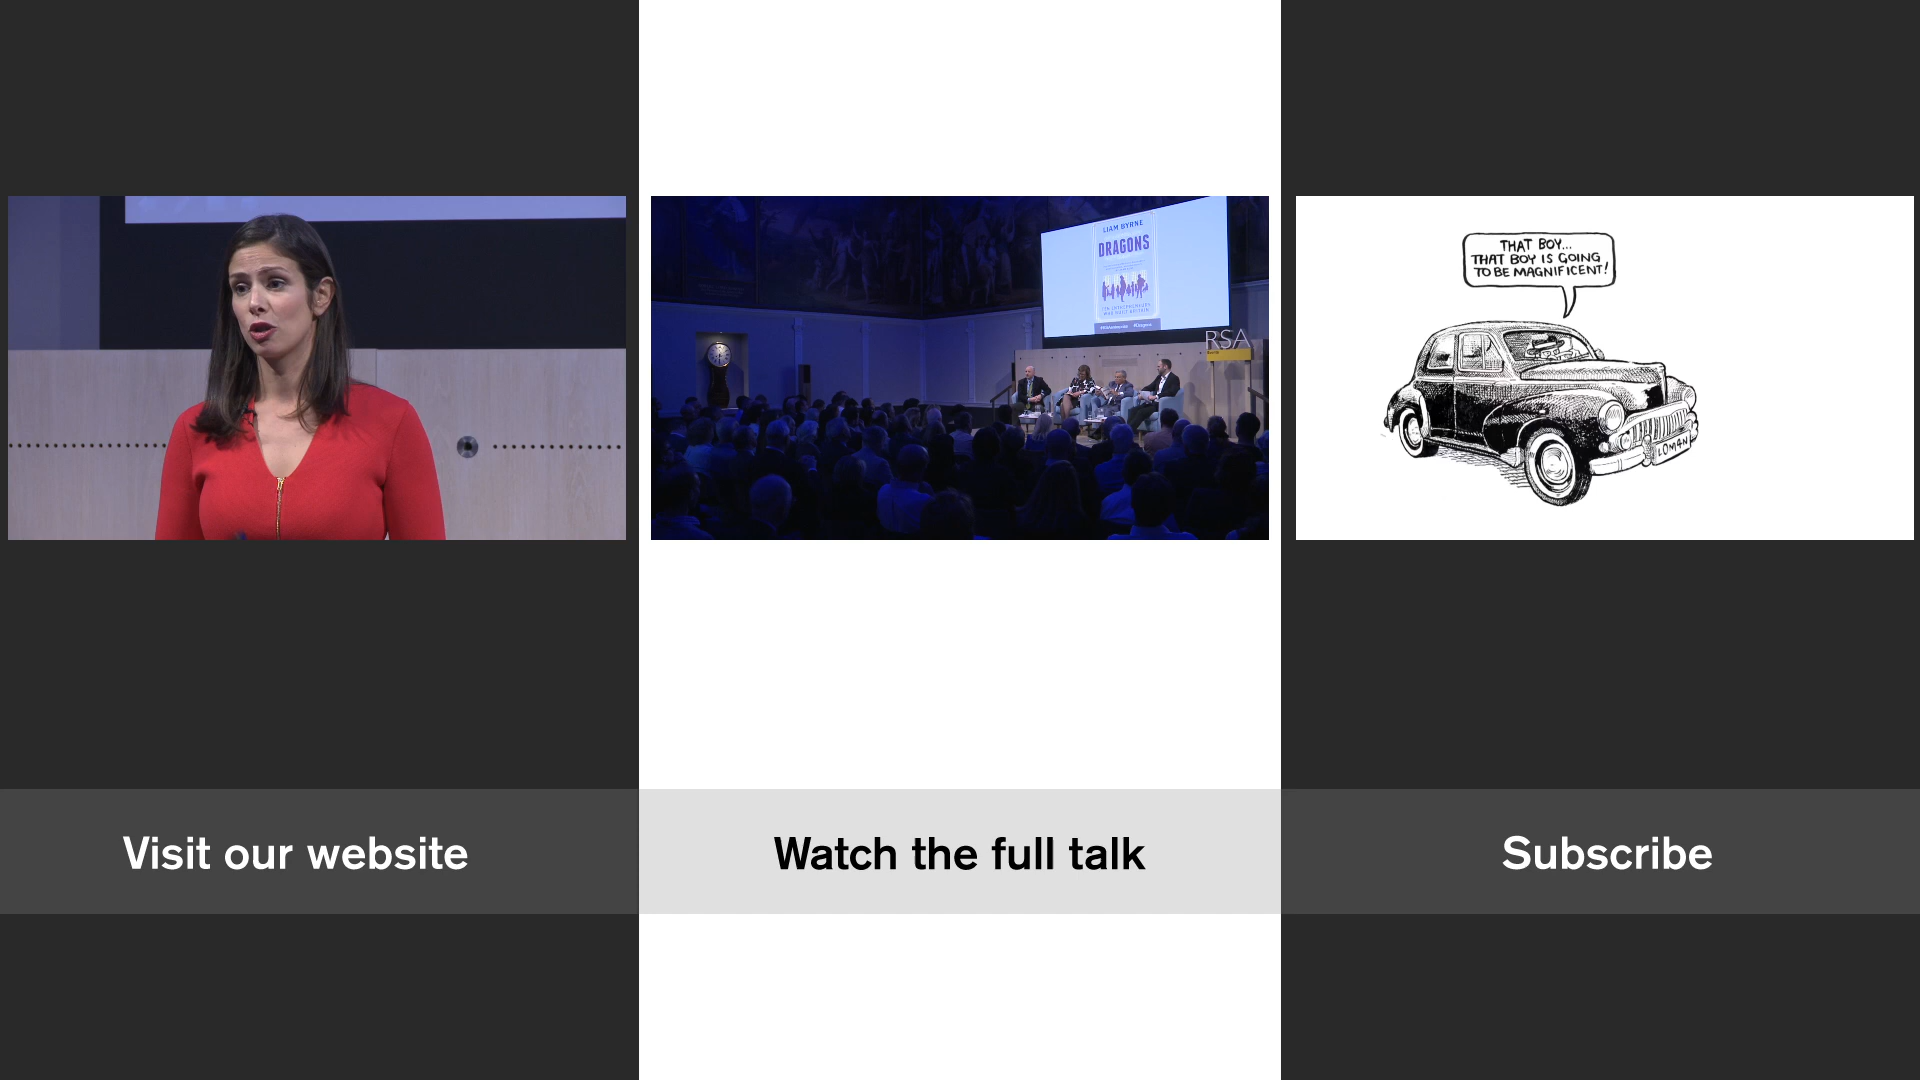 LIAM BYRNE
DRAGONS
RSA
THAT BOY...
THAT BOY IS GOING
TO BE MAGNIFICENT!
LOMAN
Visit our website
Watch the full talk
Subscribe